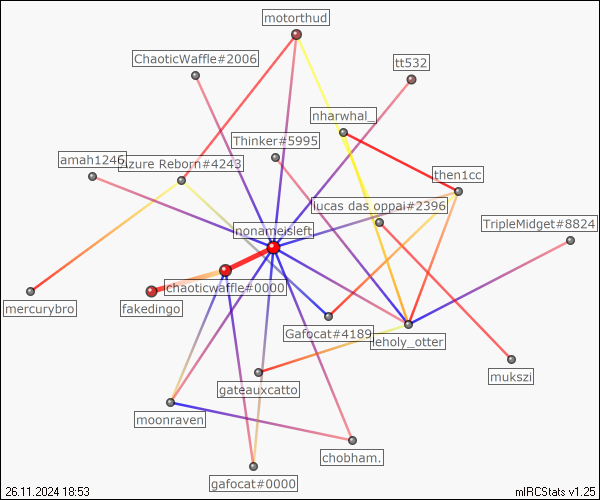 motorthud
ChaoticWaffle#2006
tt532
nharwhal_
Thinker#5995
amah1246
Azure Reborn#4243
then1cc
lucas das oppai#2396
TripleMidget#8824
nonameisleft
chaoticwaffle#0000
mercurybro
fakedingo
Gafocat#4189
leholy_otter
mukszi
gateauxcatto
moonraven
chobham.
gafocat#0000
26.11.2024 18:53
mIRCStats v1.25